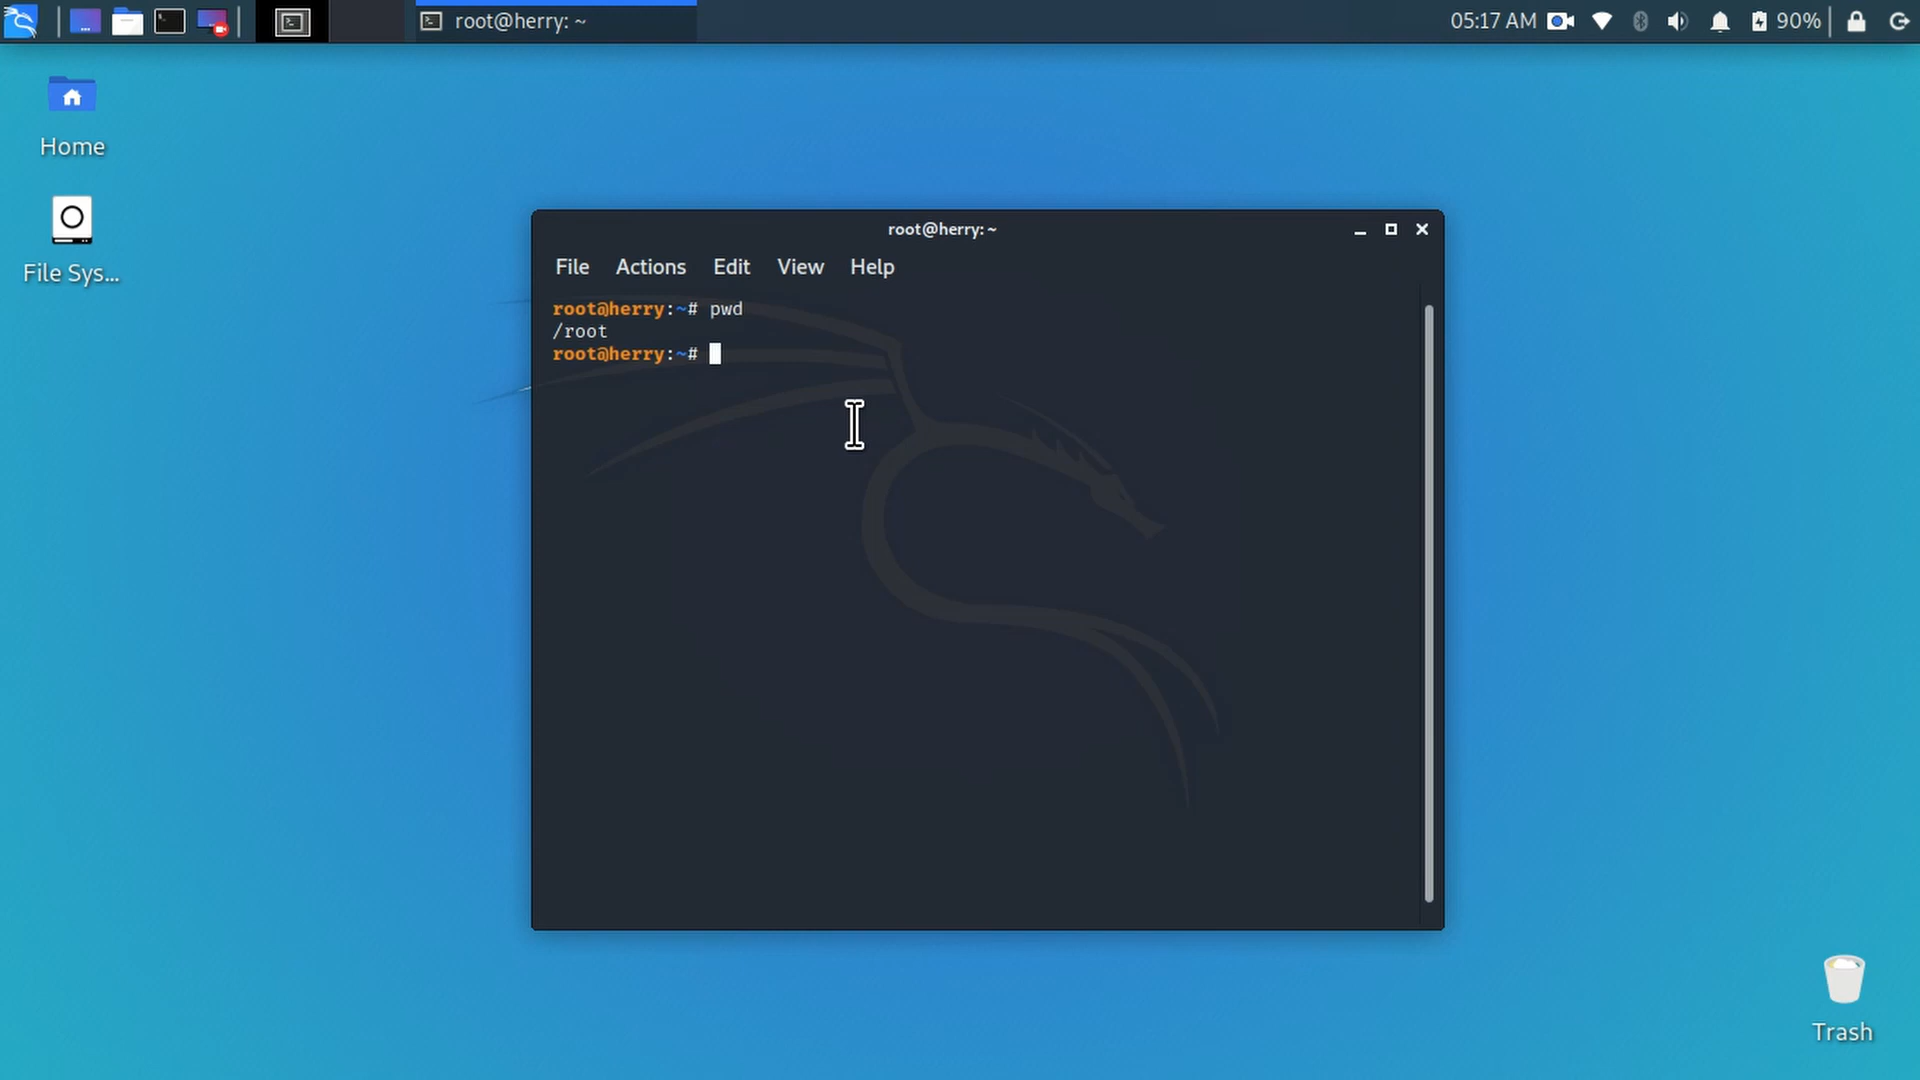 root@herry: ~
05:17 AM
90%
Home
File Sys...
root@herry: ~
File Actions Edit View Help
root@herry:~# pwd
/root
root@herry:~#
Trash